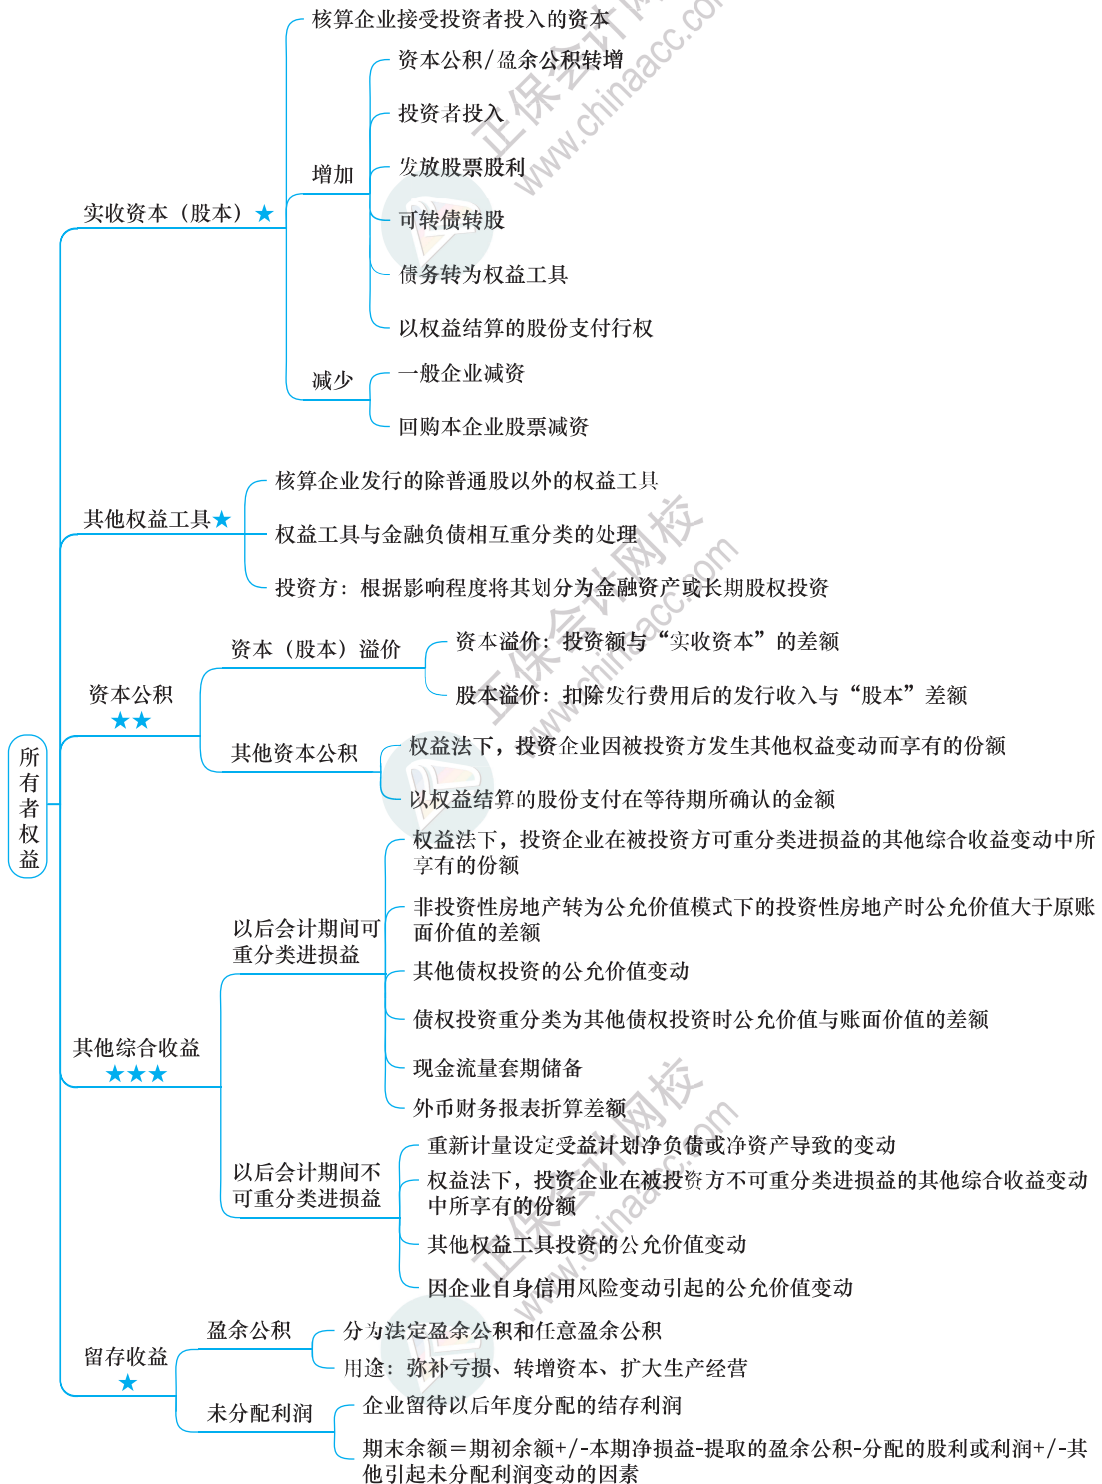 核算企业接受投资者投入的资本
资本公积/盈余公积转增
投资者投入
增加
发放股票股利
实收资本（股本）★
可转债转股
债务转为权益工具
以权益结算的股份支付行权
减少
一般企业减资
回购本企业股票减资
核算企业发行的除普通股以外的权益工具
其他权益工具★
权益工具与金融负债相互重分类的处理
投资方：根据影响程度将其划分为金融资产或长期股权投资
资本（股本）溢价
资本溢价：投资额与“实收资本”的差额
股本溢价：扣除发行费用后的发行收入与“股本”差额
资本公积
★★
其他资本公积
权益法下，投资企业因被投资方发生其他权益变动而享有的份额
以权益结算的股份支付在等待期所确认的金额
所有者权益
权益法下，投资企业在被投资方可重分类进损益的其他综合收益变动中所
享有的份额
以后会计期间可
重分类进损益
非投资性房地产转为公允价值模式下的投资性房地产时公允价值大于原账
面价值的差额
其他债权投资的公允价值变动
债权投资重分类为其他债权投资时公允价值与账面价值的差额
其他综合收益
★★★
现金流量套期储备
外币财务报表折算差额
重新计量设定受益计划净负债或净资产导致的变动
以后会计期间不
可重分类进损益
权益法下，投资企业在被投资方不可重分类进损益的其他综合收益变动
中所享有的份额
其他权益工具投资的公允价值变动
因企业自身信用风险变动引起的公允价值变动
盈余公积
分为法定盈余公积和任意盈余公积
用途：弥补亏损、转增资本、扩大生产经营
留存收益
★
未分配利润
企业留待以后年度分配的结存利润
期末余额＝期初余额+/-本期净损益-提取的盈余公积-分配的股利或利润+/-其
他引起未分配利润变动的因素
正保会计网校
www.chinaacc.com
正保会计网校
www.chinaacc.com
正保会计网校
www.chinaacc.com